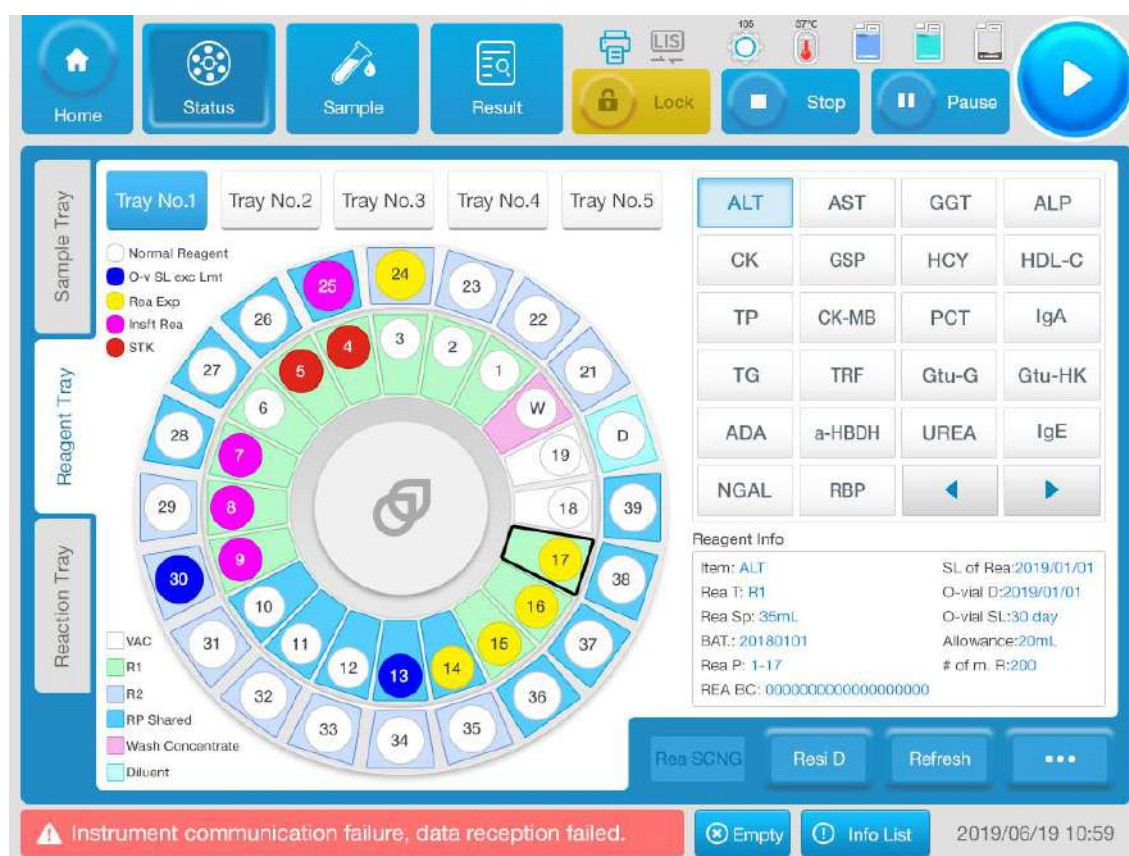 105
37°C
LIS
Home
Status
Sample
Result
Lock
Stop
Pause
Sample Tray
Reagent Tray
Reaction Tray
Tray No.1 Tray No.2 Tray No.3 Tray No.4 Tray No.5
Normal Reagent
O-v SL exc Lmt
Rea Exp
Insft Rea
STK
24
25
23
26
22
27
21
28
D
29
39
30
38
31
37
32
36
33
34
35
3
4
2
5
1
6
W
7
19
8
18
9
17
10
16
11
15
12
13
14
VAC
R1
R2
RP Shared
Wash Concentrate
Diluent
ALT AST GGT ALP
CK GSP HCY HDL-C
TP CK-MB PCT IgA
TG TRF Gtu-G Gtu-HK
ADA a-HBDH UREA IgE
NGAL RBP
Reagent Info
Item: ALT SL of Rea:2019/01/01
Rea T: R1 O-vial D:2019/01/01
Rea Sp: 35mL O-vial SL:30 day
BAT.: 20180101 Allowance:20mL
Rea P: 1-17 # of m. R:200
REA BC: 0000000000000000000
Rea SCNG Resi D Refresh •••
Instrument communication failure, data reception failed.
Empty Info List 2019/06/19 10:59